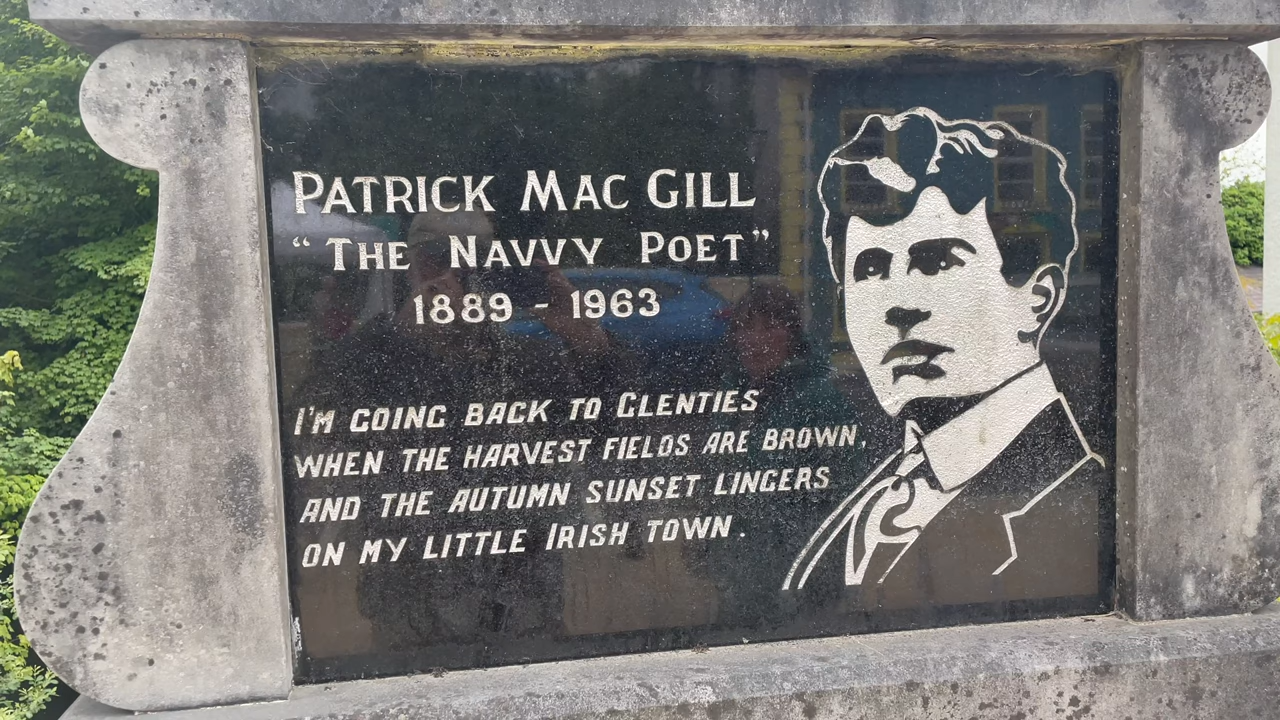 PATRICK MAC GILL
"THE NAVVY POET"
1889 - 1963
I'M GOING BACK TO GLENTIES
WHEN THE HARVEST FIELDS ARE BROWN,
AND THE AUTUMN SUNSET LINGERS
ON MY LITTLE IRISH TOWN.